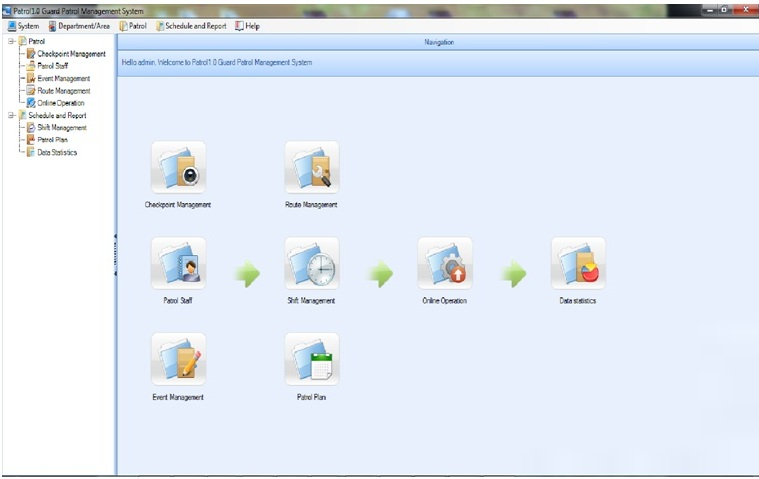 Patrol1.0 Guard Patrol Management System
System Department/Area Patrol Schedule and Report Help
Patrol
Checkpoint Management
Patrol Staff
Event Management
Route Management
Online Operation
Schedule and Report
Shift Management
Patrol Plan
Data Statistics
Navigation
Hello admin, Welcome to Patrol1.0 Guard Patrol Management System
Checkpoint Management Route Management
Patrol Staff Shift Management Online Operation Data statistics
Event Management Patrol Plan